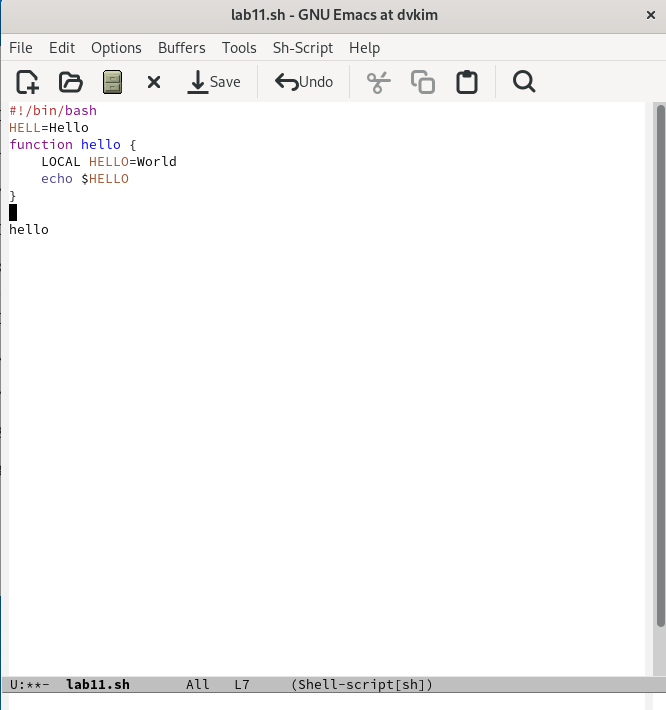 lab11.sh - GNU Emacs at dvkim
File Edit Options Buffers Tools Sh-Script Help
Save Undo
#!/bin/bash
HELL=Hello
function hello {
    LOCAL HELLO=World
    echo $HELLO
}
hello
U:**-  lab11.sh       All   L7     (Shell-script[sh])